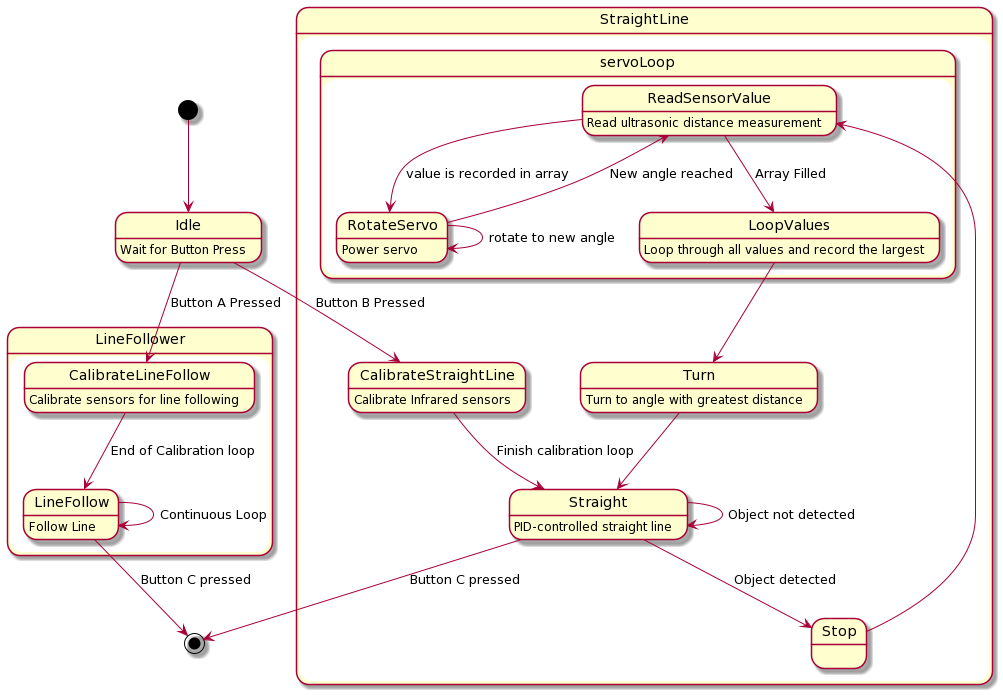 StraightLine
servoLoop
ReadSensorValue
Read ultrasonic distance measurement
value is recorded in array
New angle reached
Array Filled
Idle
Wait for Button Press
RotateServo
Power servo
rotate to new angle
LoopValues
Loop through all values and record the largest
Button A Pressed
Button B Pressed
LineFollower
CalibrateLineFollow
Calibrate sensors for line following
CalibrateStraightLine
Calibrate Infrared sensors
Turn
Turn to angle with greatest distance
End of Calibration loop
Finish calibration loop
LineFollow
Follow Line
Continuous Loop
Straight
PID-controlled straight line
Object not detected
Button C pressed
Button C pressed
Object detected
Stop